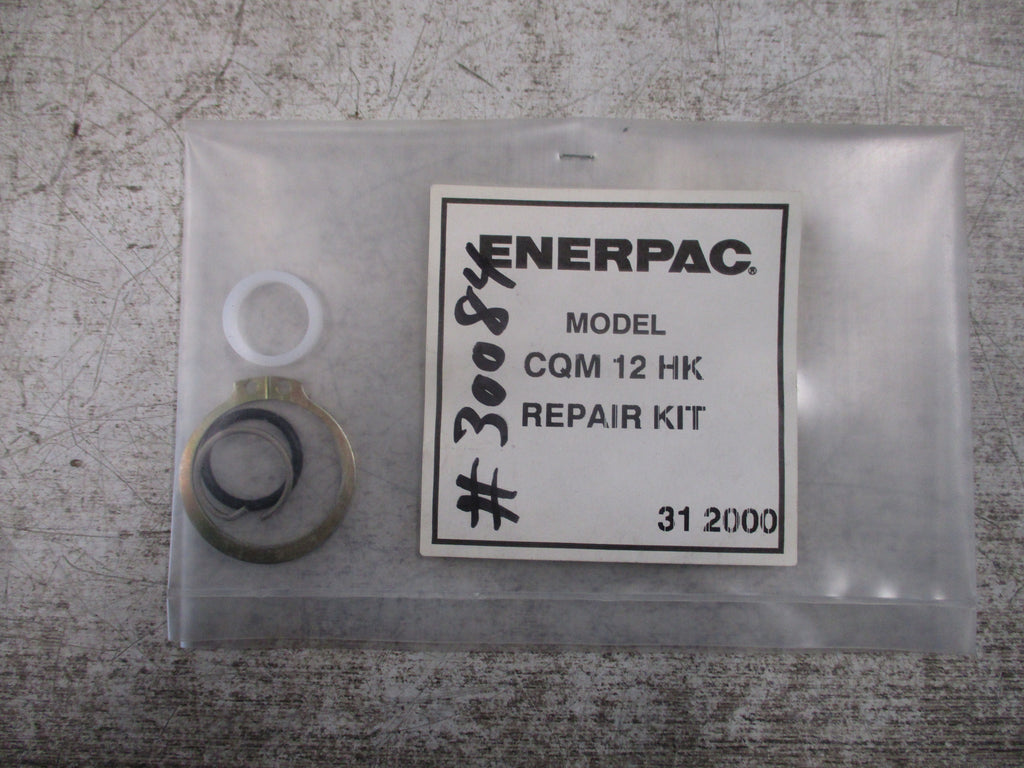 ENERPAC®
MODEL
CQM 12 HK
REPAIR KIT
31 2000
#30084